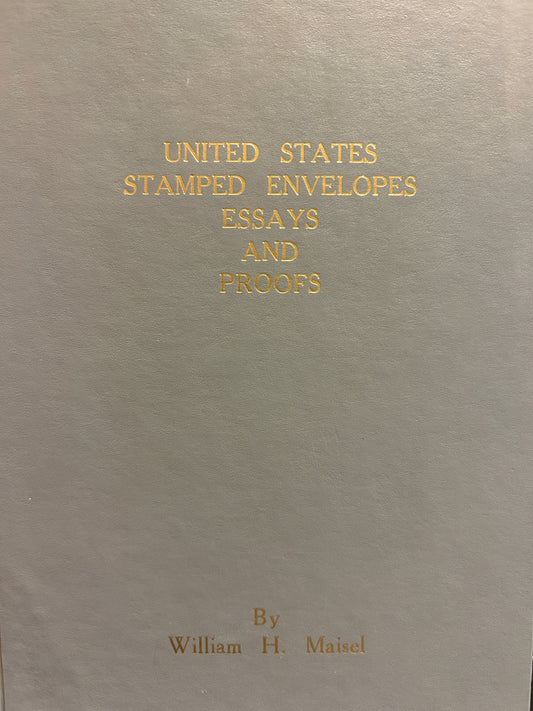 UNITED STATES
STAMPED ENVELOPES
ESSAYS
AND
PROOFS
By
William H. Maisel